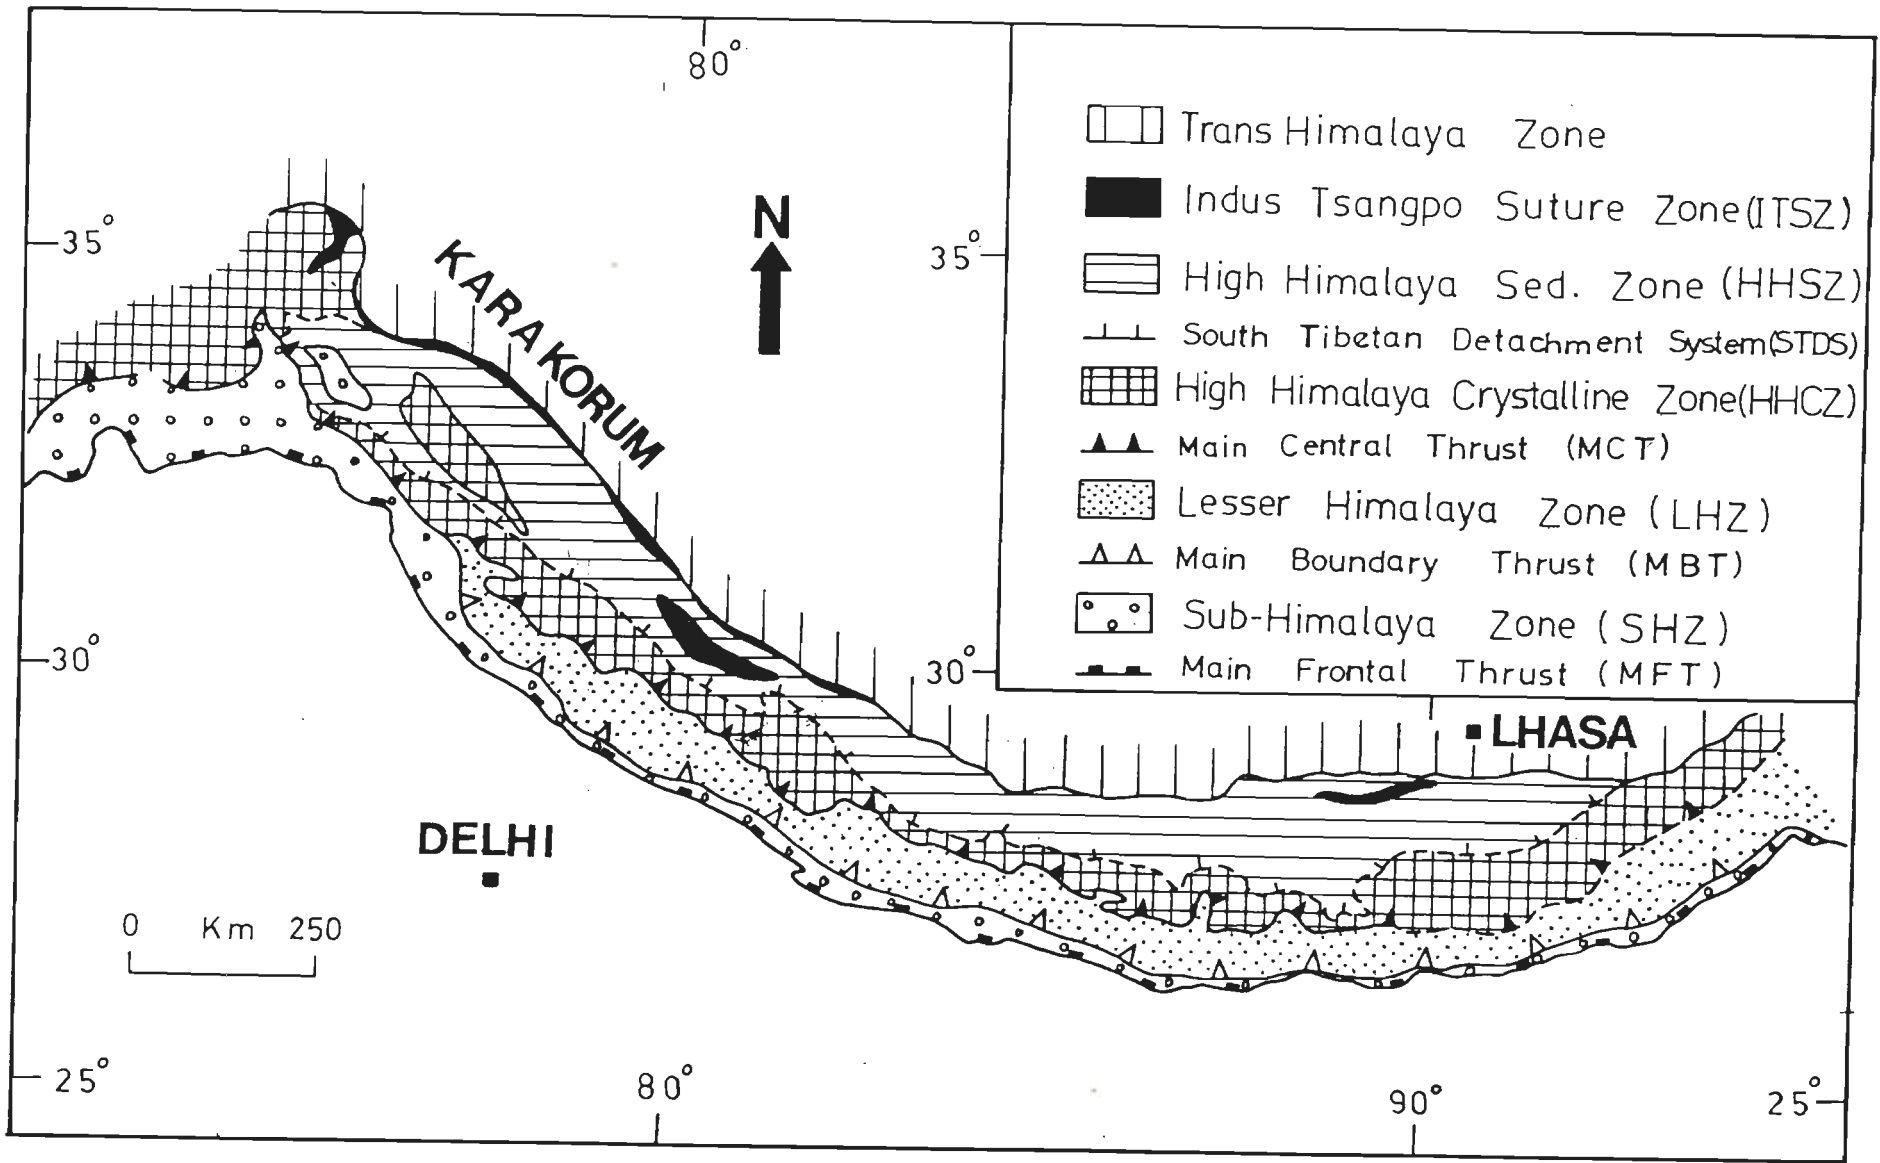 80°
Trans Himalaya Zone
Indus Tsangpo Suture Zone(ITSZ)
High Himalaya Sed. Zone (HHSZ)
South Tibetan Detachment System(STDS)
High Himalaya Crystalline Zone(HHCZ)
Main Central Thrust (MCT)
Lesser Himalaya Zone (LHZ)
Main Boundary Thrust (MBT)
Sub-Himalaya Zone (SHZ)
Main Frontal Thrust (MFT)
N
35°
35°
KARAKORUM
30°
30°
LHASA
DELHI
0 Km 250
25°
80°
90°
25°